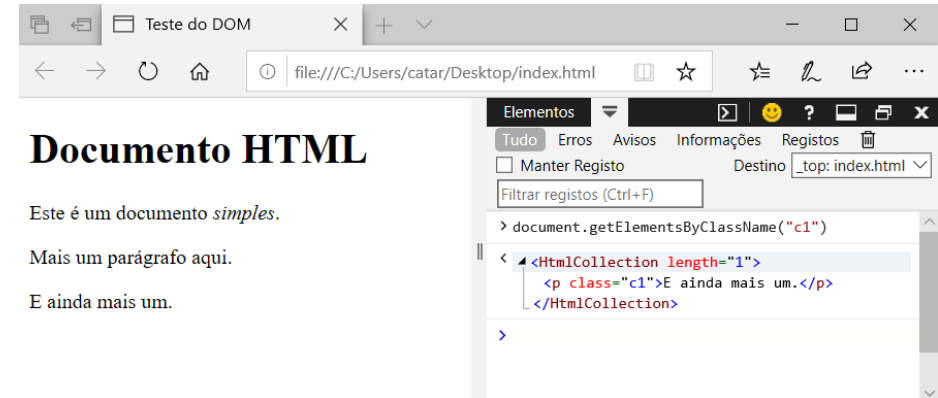 Teste do DOM
file:///C:/Users/catar/Desktop/index.html
Documento HTML
Este é um documento simples.
Mais um parágrafo aqui.
E ainda mais um.
Elementos
Tudo Erros Avisos Informações Registos
Manter Registo Destino _top: index.html
Filtrar registos (Ctrl+F)
> document.getElementsByClassName("c1")
< <HtmlCollection length="1">
<p class="c1">E ainda mais um.</p>
</HtmlCollection>
>